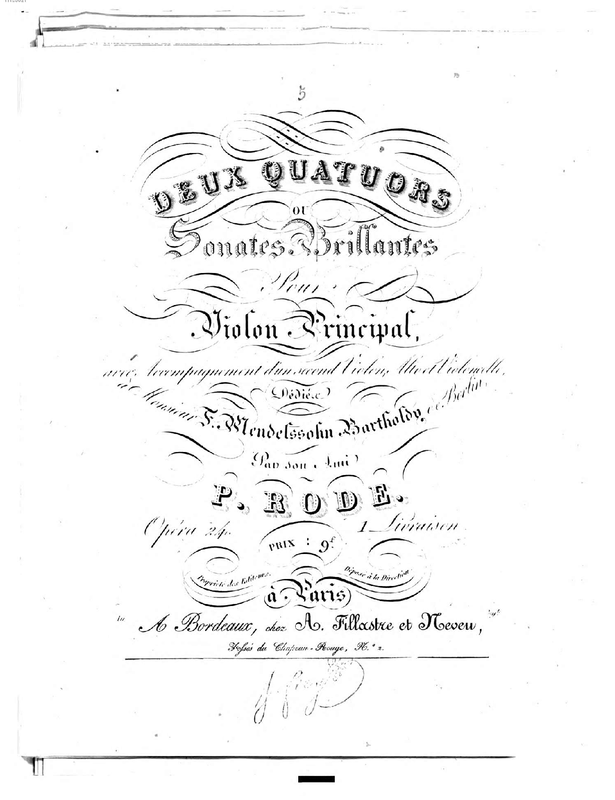 5
DEUX QUATUORS
OU
Sonates Brillantes
Pour
Violon Principal,
avec Accompagnement d'un second Violon, Alto et Violoncelle,
Dédiée
à Monsieur F. Mendelssohn Bartholdy, de Berlin,
Par son Ami
P. RODE.
Opéra 24. 1 Livraison
PRIX : 9f
Propriété des Editeurs. Déposé à la Direction
à Paris
A Bordeaux, chez A. Fillastre et Neveu,
Fossés du Chapeau-Rouge, N.° 2.